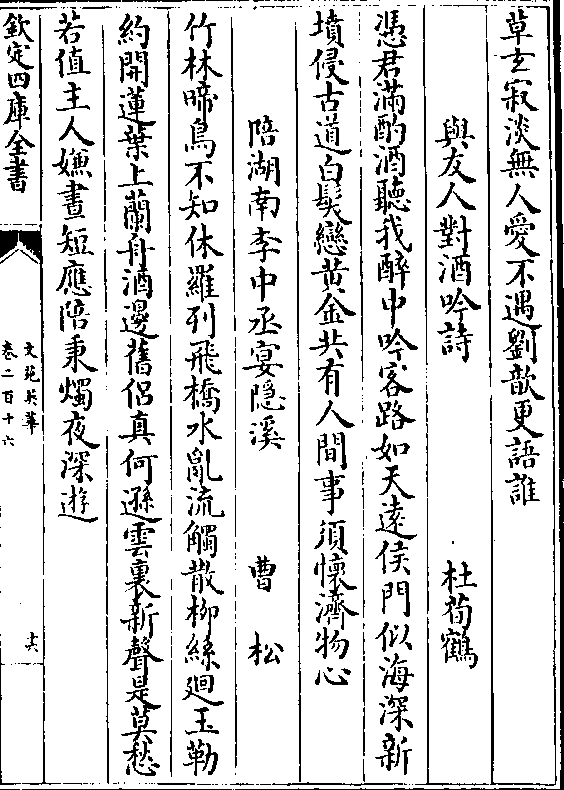 草玄寂淡無人愛不遇劉歆更語誰
與友人對酒吟詩 杜荀鶴
憑君滿酌酒聽我醉中吟客路如天遠侯門似海深新
墳侵古道白髮戀黃金共有人間事須懷濟物心
陪湖南李中丞宴隱溪 曹松
竹林啼鳥不知休羅列飛橋水亂流觸散柳絲廻玉勒
約開蓮葉上蘭舟酒邊舊侣真何遜雲裏新聲是莫愁
若值主人嫌晝短應陪秉燭夜深遊
欽定四庫全書
文苑英華
卷二百十六
十六